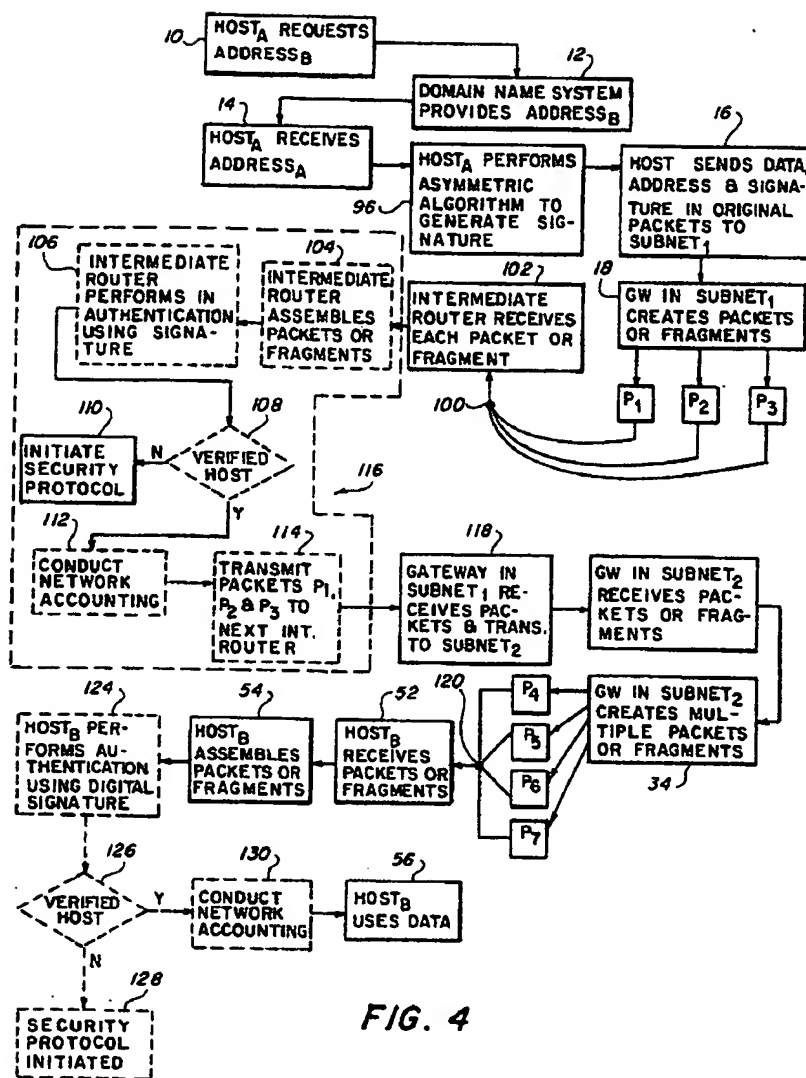 10
HOSTA REQUESTS
ADDRESSB
12
DOMAIN NAME SYSTEM
PROVIDES ADDRESSB
14
HOSTA RECEIVES
ADDRESSA
96
HOSTA PERFORMS
ASYMMETRIC
ALGORITHM TO
GENERATE SIGNATURE
16
HOST SENDS DATA,
ADDRESS & SIGNA-
TURE IN ORIGINAL
PACKETS TO
SUBNET1
18
GW IN SUBNET1
CREATES PACKETS
OR FRAGMENTS
P1
P2
P3
100
102
INTERMEDIATE
ROUTER RECEIVES
EACH PACKET OR
FRAGMENT
104
INTERMEDIATE
ROUTER
ASSEMBLES
PACKETS OR
FRAGMENTS
106
INTERMEDIATE
ROUTER
PERFORMS IN
AUTHENTICATION
USING SIGNA-
TURE
108
VERIFIED
HOST
N
Y
110
INITIATE
SECURITY
PROTOCOL
112
CONDUCT
NETWORK
ACCOUNTING
114
TRANSMIT
PACKETS P1,
P2 & P3 TO
NEXT INT.
ROUTER
116
118
GATEWAY IN
SUBNET1 RE-
CEIVES PAC-
KETS & TRANS.
TO SUBNET2
GW IN SUBNET2
RECEIVES PAC-
KETS OR FRAG-
MENTS
GW IN SUBNET2
CREATES MUL-
TIPLE PACKETS
OR FRAGMENTS
34
P4
P5
P6
P7
120
52
HOSTB
RECEIVES
PACKETS OR
FRAGMENTS
54
HOSTB
ASSEMBLES
PACKETS OR
FRAGMENTS
124
HOSTB PER-
FORMS AU-
THENTICATION
USING DIGITAL
SIGNATURE
126
VERIFIED
HOST
Y
N
130
CONDUCT
NETWORK
ACCOUNTING
56
HOSTB
USES DATA
128
SECURITY
PROTOCOL
INITIATED
FIG. 4